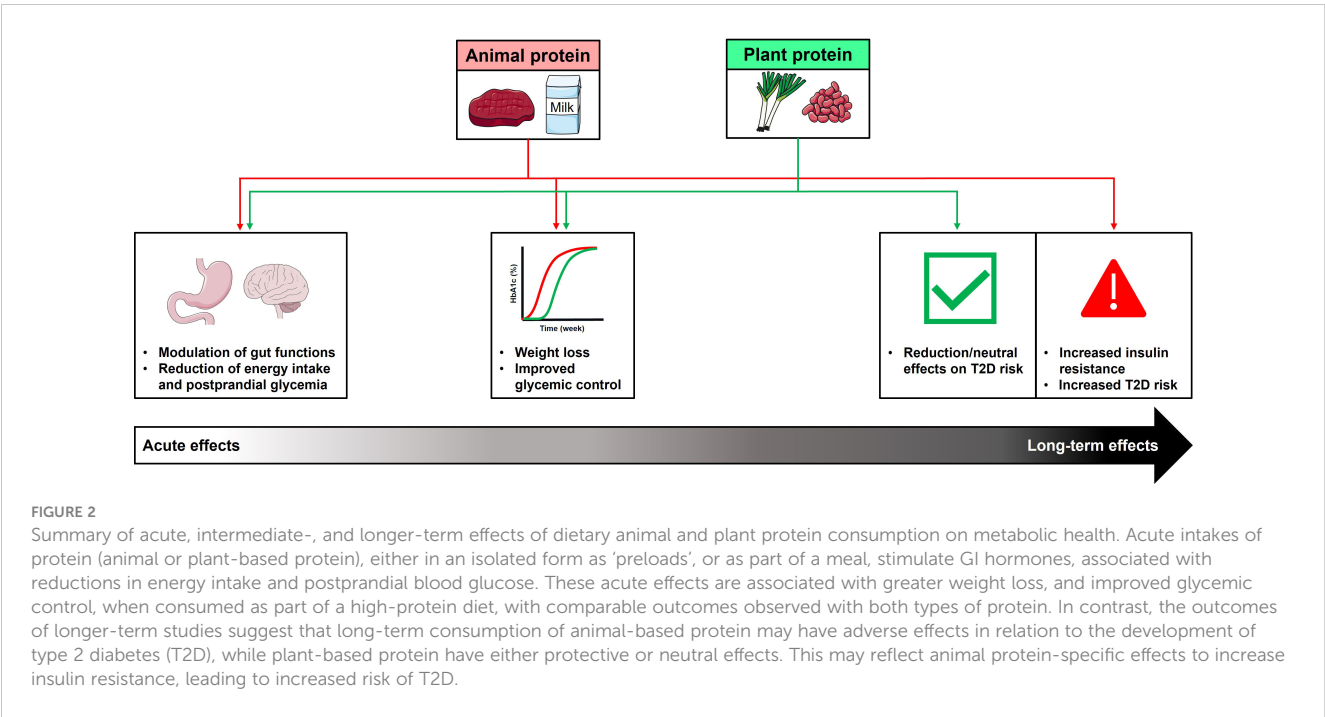 Animal protein
Plant protein
Milk
• Modulation of gut functions
• Reduction of energy intake
and postprandial glycemia
HbA1c (%)
Time (week)
• Weight loss
• Improved
glycemic control
• Reduction/neutral
effects on T2D risk
• Increased insulin
resistance
• Increased T2D risk
Acute effects
Long-term effects
FIGURE 2
Summary of acute, intermediate-, and longer-term effects of dietary animal and plant protein consumption on metabolic health. Acute intakes of
protein (animal or plant-based protein), either in an isolated form as ‘preloads’, or as part of a meal, stimulate GI hormones, associated with
reductions in energy intake and postprandial blood glucose. These acute effects are associated with greater weight loss, and improved glycemic
control, when consumed as part of a high-protein diet, with comparable outcomes observed with both types of protein. In contrast, the outcomes
of longer-term studies suggest that long-term consumption of animal-based protein may have adverse effects in relation to the development of
type 2 diabetes (T2D), while plant-based protein have either protective or neutral effects. This may reflect animal protein-specific effects to increase
insulin resistance, leading to increased risk of T2D.